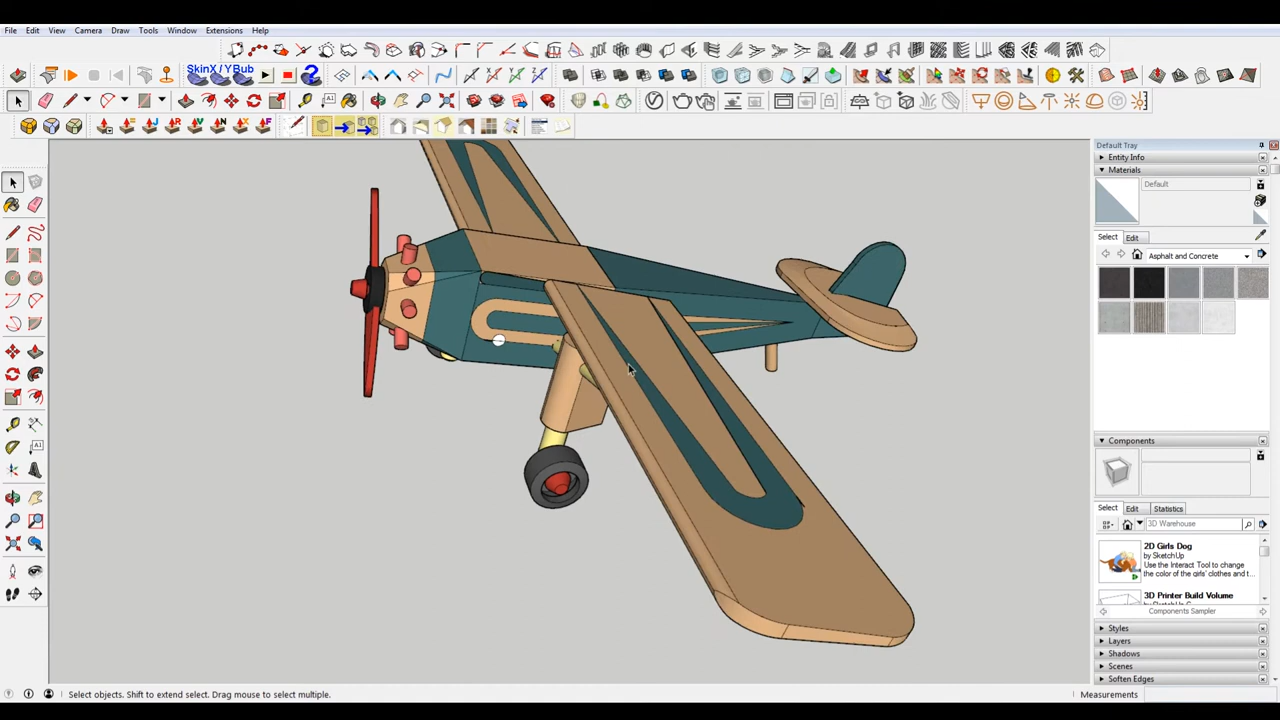 File Edit View Camera Draw Tools Window Extensions Help
SkinX / YBub
Default Tray
Entity Info
Materials
Default
Select Edit
Asphalt and Concrete
Components
Select Edit Statistics
3D Warehouse
2D Girls Dog
by SketchUp
Use the Interact Tool to change
the color of the girls' clothes and t...
3D Printer Build Volume
Components Sampler
Styles
Layers
Shadows
Scenes
Soften Edges
Select objects. Shift to extend select. Drag mouse to select multiple.
Measurements